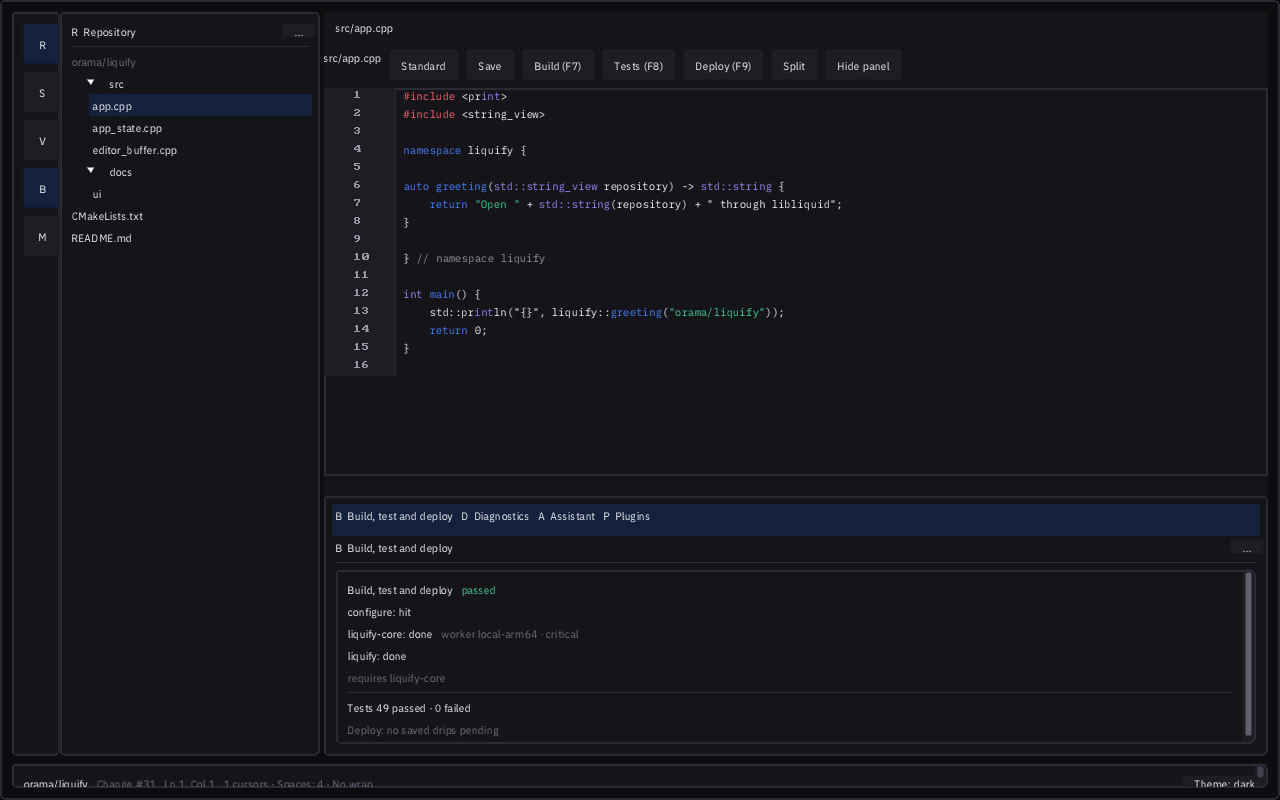 R
S
V
B
M
R Repository
...
orama/liquify
src
app.cpp
app_state.cpp
editor_buffer.cpp
docs
ui
CMakeLists.txt
README.md
src/app.cpp
src/app.cpp Standard Save Build (F7) Tests (F8) Deploy (F9) Split Hide panel
1 #include <print>
2 #include <string_view>
3
4 namespace liquify {
5
6 auto greeting(std::string_view repository) -> std::string {
7     return "Open " + std::string(repository) + " through libliquid";
8 }
9
10 } // namespace liquify
11
12 int main() {
13     std::println("{}", liquify::greeting("orama/liquify"));
14     return 0;
15 }
16
B Build, test and deploy D Diagnostics A Assistant P Plugins
B Build, test and deploy ...
Build, test and deploy passed
configure: hit
liquify-core: done worker local-arm64 · critical
liquify: done
requires liquify-core
Tests 49 passed · 0 failed
Deploy: no saved drips pending
orama/liquify Change #31 Ln 1, Col 1 1 cursors · Spaces: 4 · No wrap Theme: dark